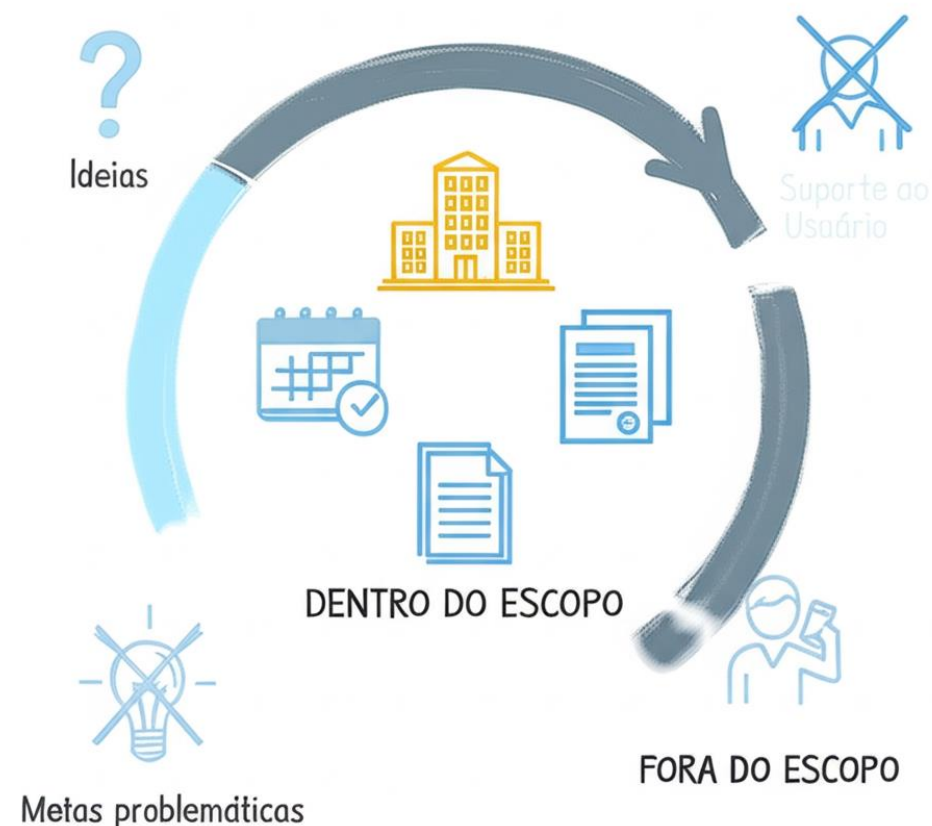 Ideias
Suporte ao
Usuário
DENTRO DO ESCOPO
FORA DO ESCOPO
Metas problemáticas